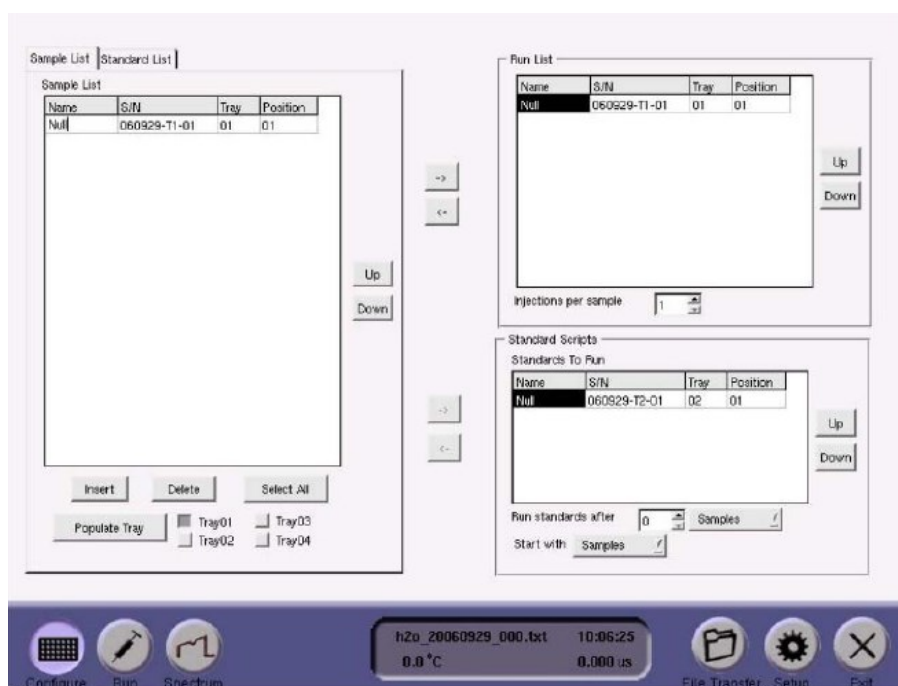 Sample List Standard List
Sample List
Name S/N Tray Position
Null 060929-T1-01 01 01
Up
Down
Insert Delete Select All
Populate Tray Tray01 Tray03
Tray02 Tray04
->
<-
->
<-
Run List
Name S/N Tray Position
Null 060929-T1-01 01 01
Up
Down
Injections per sample 1
Standard Scripts
Standards To Run
Name S/N Tray Position
Null 060929-T2-01 02 01
Up
Down
Run standards after 0 Samples
Start with Samples
Configure Run Spectrum
h2o_20060929_000.txt 10:06:25
0.0 °C 0.000 us
File Transfer Setup Exit